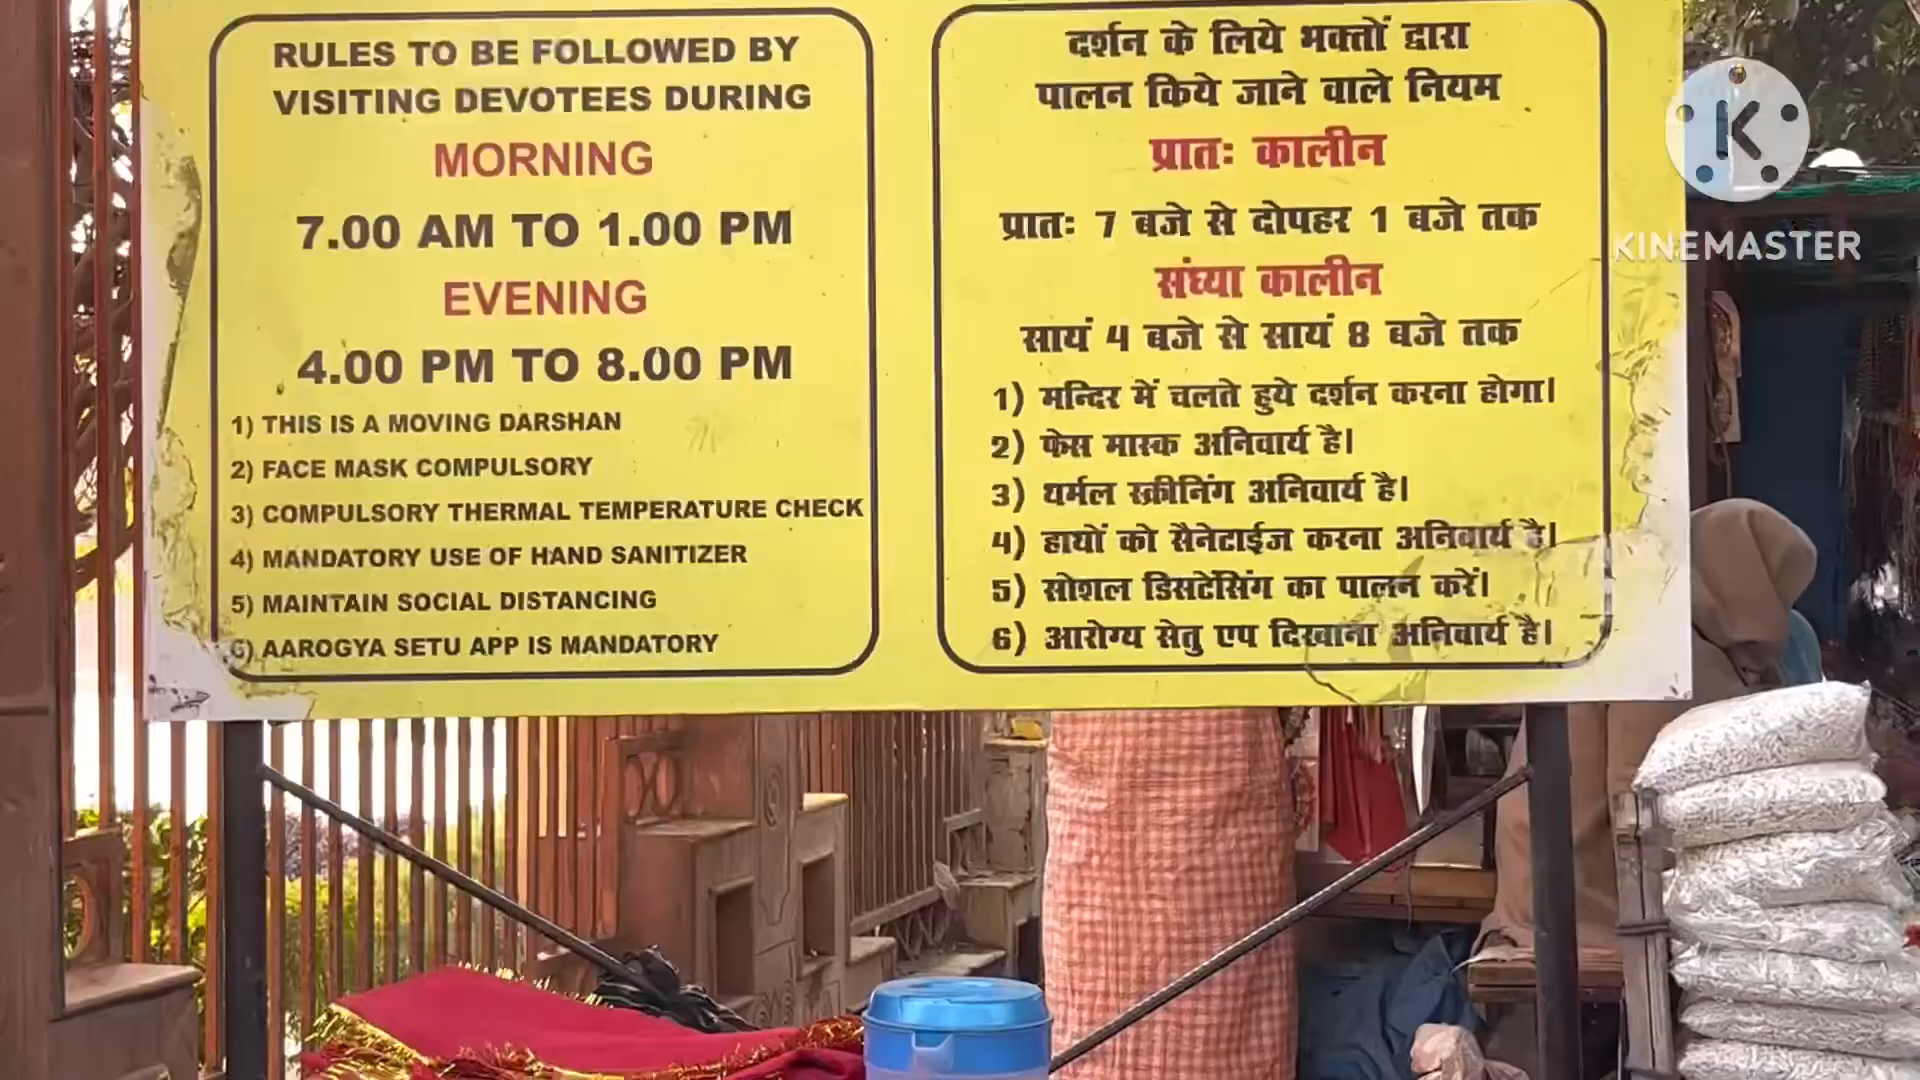 RULES TO BE FOLLOWED BY
VISITING DEVOTEES DURING
MORNING
7.00 AM TO 1.00 PM
EVENING
4.00 PM TO 8.00 PM
1) THIS IS A MOVING DARSHAN
2) FACE MASK COMPULSORY
3) COMPULSORY THERMAL TEMPERATURE CHECK
4) MANDATORY USE OF HAND SANITIZER
5) MAINTAIN SOCIAL DISTANCING
6) AAROGYA SETU APP IS MANDATORY
दर्शन के लिये भक्तों द्वारा
पालन किये जाने वाले नियम
प्रातः कालीन
प्रातः 7 बजे से दोपहर 1 बजे तक
संघ्या कालीन
सायं 4 बजे से सायं 8 बजे तक
1) मन्दिर में चलते हुये दर्शन करना होगा।
2) फेस मास्क अनिवार्य है।
3) थर्मल स्क्रीनिंग अनिवार्य है।
4) हाथों को सैनेटाईज करना अनिवार्य है।
5) सोशल डिसटेंसिंग का पालन करें।
6) आरोग्य सेतु एप दिखाना अनिवार्य है।
K
KINEMASTER